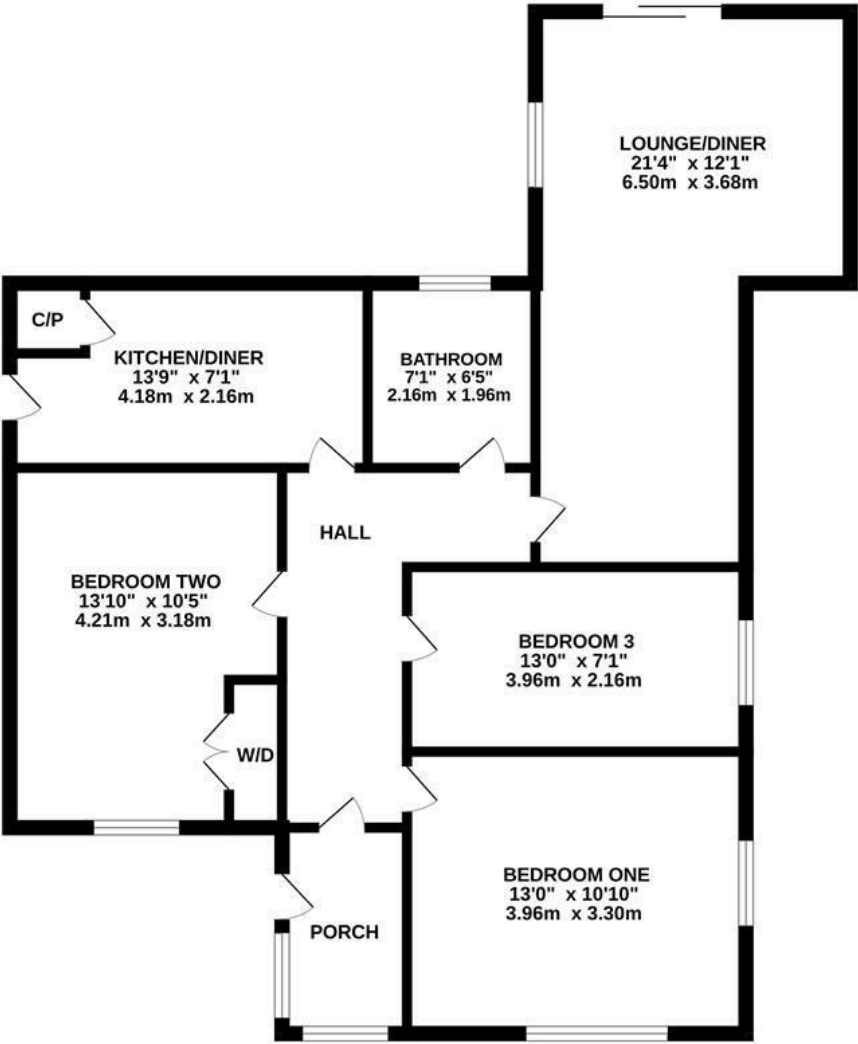 LOUNGE/DINER
21'4" x 12'1"
6.50m x 3.68m
C/P
KITCHEN/DINER
13'9" x 7'1"
4.18m x 2.16m
BATHROOM
7'1" x 6'5"
2.16m x 1.96m
HALL
BEDROOM TWO
13'10" x 10'5"
4.21m x 3.18m
BEDROOM 3
13'0" x 7'1"
3.96m x 2.16m
W/D
BEDROOM ONE
13'0" x 10'10"
3.96m x 3.30m
PORCH